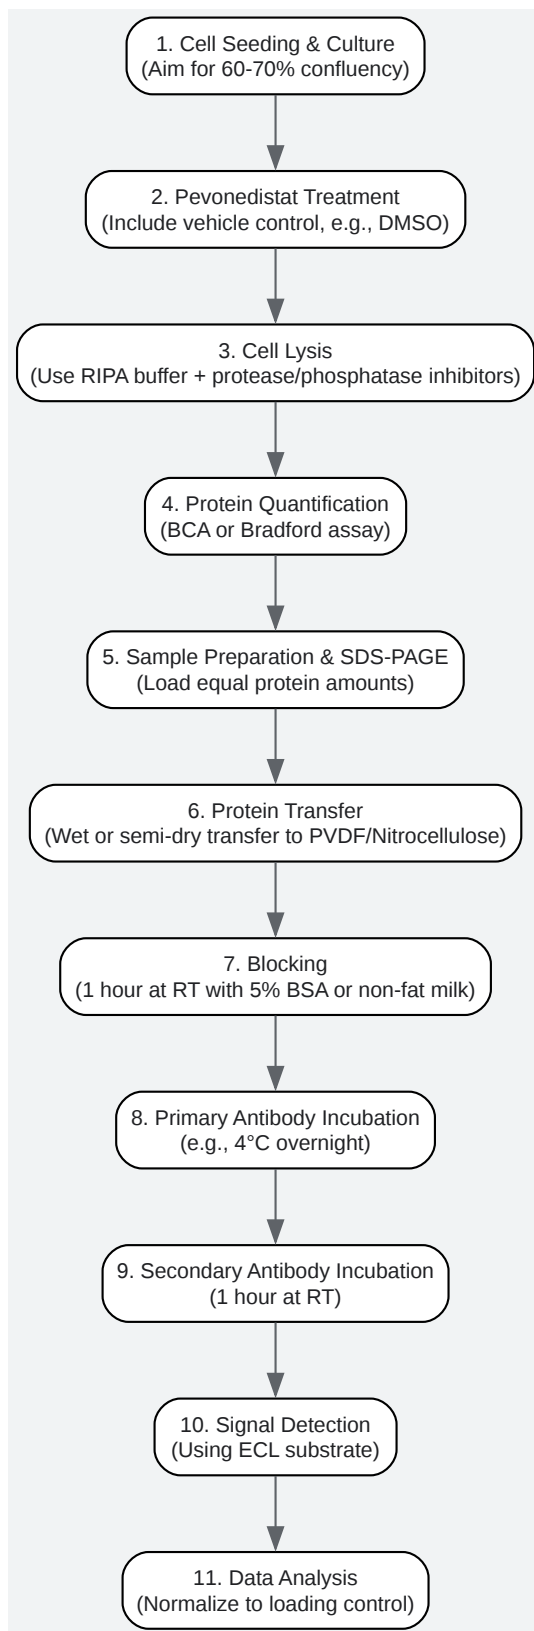 1. Cell Seeding & Culture
(Aim for 60-70% confluency)
2. Pevonedistat Treatment
(Include vehicle control, e.g., DMSO)
3. Cell Lysis
(Use RIPA buffer + protease/phosphatase inhibitors)
4. Protein Quantification
(BCA or Bradford assay)
5. Sample Preparation & SDS-PAGE
(Load equal protein amounts)
6. Protein Transfer
(Wet or semi-dry transfer to PVDF/Nitrocellulose)
7. Blocking
(1 hour at RT with 5% BSA or non-fat milk)
8. Primary Antibody Incubation
(e.g., 4°C overnight)
9. Secondary Antibody Incubation
(1 hour at RT)
10. Signal Detection
(Using ECL substrate)
11. Data Analysis
(Normalize to loading control)